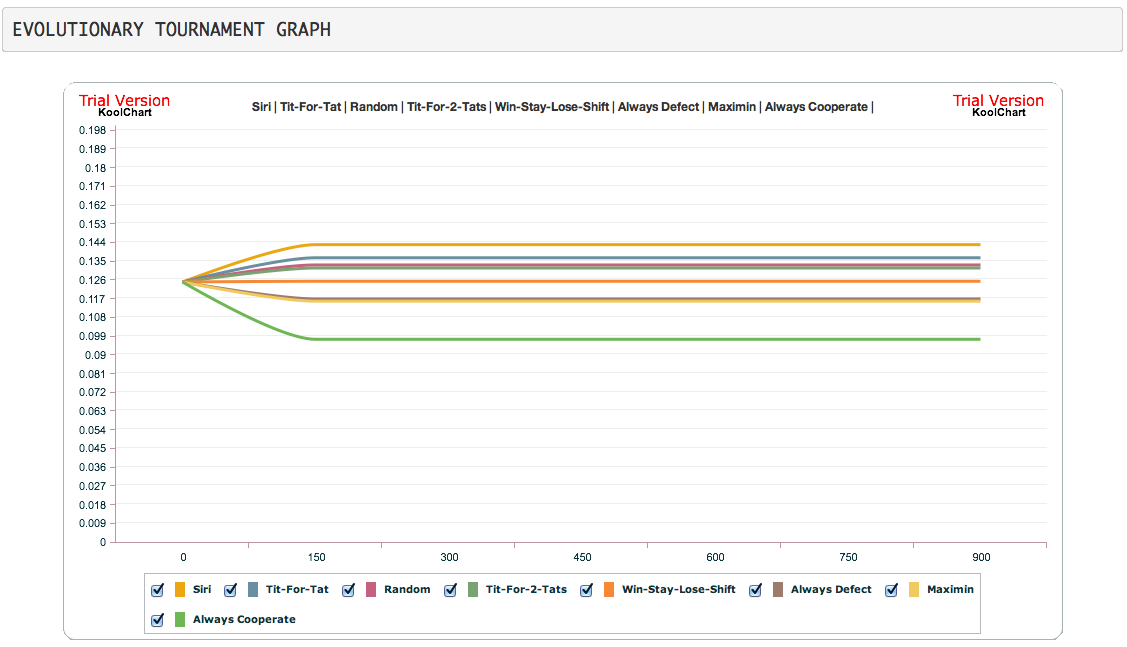 EVOLUTIONARY TOURNAMENT GRAPH
Trial Version
KoolChart
Siri | Tit-For-Tat | Random | Tit-For-2-Tats | Win-Stay-Lose-Shift | Always Defect | Maximin | Always Cooperate |
Trial Version
KoolChart
0.198
0.189
0.18
0.171
0.162
0.153
0.144
0.135
0.126
0.117
0.108
0.099
0.09
0.081
0.072
0.063
0.054
0.045
0.036
0.027
0.018
0.009
0
0 150 300 450 600 750 900
Siri Tit-For-Tat Random Tit-For-2-Tats Win-Stay-Lose-Shift Always Defect Maximin
Always Cooperate